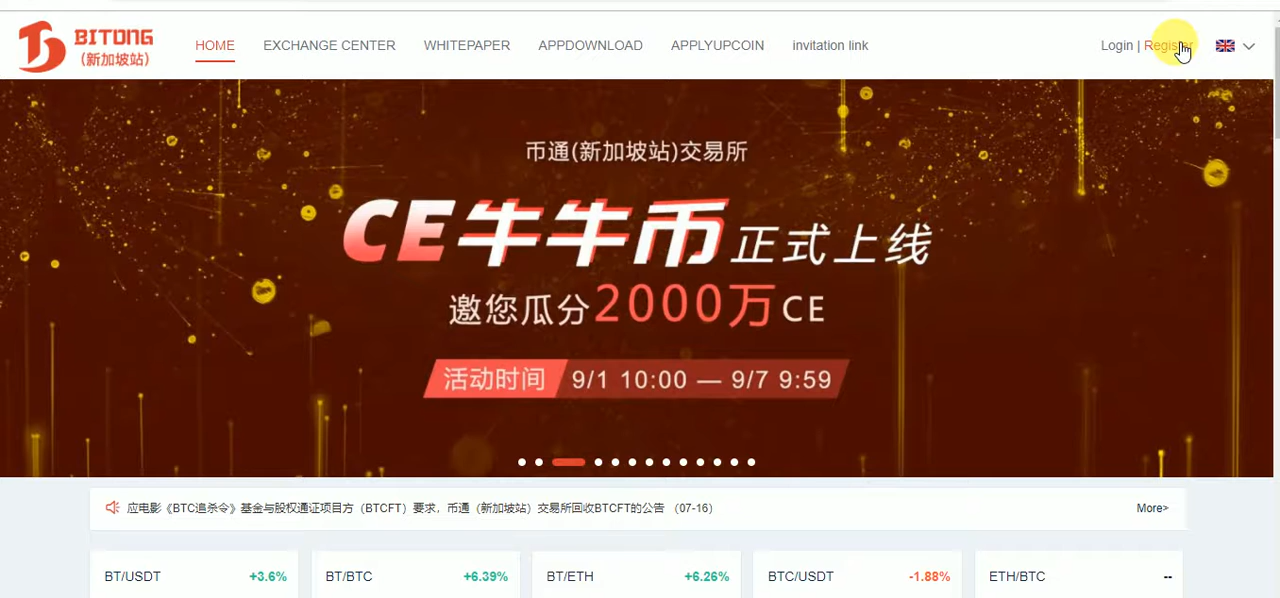 BITONG
(新加坡站)
HOME EXCHANGE CENTER WHITEPAPER APPDOWNLOAD APPLYUPCOIN invitation link Login | Register
币通(新加坡站)交易所
CE牛牛币正式上线
邀您瓜分2000万CE
活动时间 9/1 10:00 — 9/7 9:59
应电影《BTC追杀令》基金与股权通证项目方（BTCFT）要求，币通（新加坡站）交易所回收BTCFT的公告 （07-16） More>
BT/USDT +3.6% BT/BTC +6.39% BT/ETH +6.26% BTC/USDT -1.88% ETH/BTC --